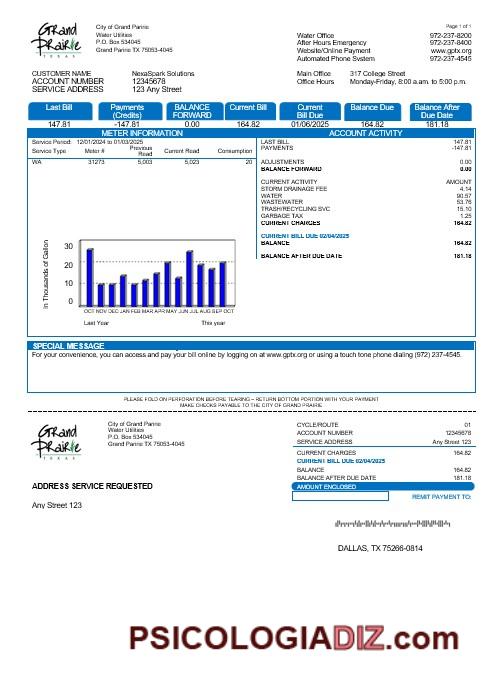 Page 1 of 1
Grand Prairie
TEXAS
City of Grand Pairie
Water Utilities
P.O. Box 534045
Grand Prairie TX 75053-4045
Water Office 972-237-8200
After Hours Emergency 972-237-8400
Website/Online Payment www.gptx.org
Automated Phone System 972-237-4545
CUSTOMER NAME NexaSpark Solutions
ACCOUNT NUMBER 12345678
SERVICE ADDRESS 123 Any Street
Main Office 317 College Street
Office Hours Monday-Friday, 8:00 a.am. to 5:00 p.m.
Last Bill Payments (Credits) BALANCE FORWARD Current Bill Current Bill Due Balance Due Balance After Due Date
147.81 -147.81 0.00 164.82 01/06/2025 164.82 181.18
METER INFORMATION
Service Period: 12/01/2024 to 01/03/2025
Service Type Meter # Previous Read Current Read Consumption
WA 31273 5,003 5,023 20
ACCOUNT ACTIVITY
LAST BILL 147.81
PAYMENTS -147.81
ADJUSTMENTS 0.00
BALANCE FORWARD 0.00
CURRENT ACTIVITY AMOUNT
STORM DRAINAGE FEE 4.14
WATER 90.57
WASTEWATER 53.76
TRASH/RECYCLING SVC 15.10
GARBAGE TAX 1.25
CURRENT CHARGES 164.82
CURRENT BILL DUE 02/04/2025
BALANCE 164.82
BALANCE AFTER DUE DATE 181.18
In Thousands of Gallon
30
20
10
0
OCT NOV DEC JAN FEB MAR APR MAY JUN JUL AUG SEP OCT
Last Year This year
SPECIAL MESSAGE
For your convenience, you can access and pay your bill online by logging on at www.gptx.org or using a touch tone phone dialing (972) 237-4545.
PLEASE FOLD ON PERFORATION BEFORE TEARING – RETURN BOTTOM PORTION WITH YOUR PAYMENT
MAKE CHECKS PAYABLE TO THE CITY OF GRAND PRAIRIE
Grand Prairie
TEXAS
City of Grand Pairie
Water Utilities
P.O. Box 534045
Grand Prairie TX 75053-4045
CYCLE/ROUTE 01
ACCOUNT NUMBER 12345678
SERVICE ADDRESS Any Street 123
CURRENT CHARGES 164.82
CURRENT BILL DUE 02/04/2025
BALANCE 164.82
BALANCE AFTER DUE DATE 181.18
AMOUNT ENCLOSED
REMIT PAYMENT TO:
ADDRESS SERVICE REQUESTED
Any Street 123
DALLAS, TX 75266-0814
PSICOLOGIADIZ.com